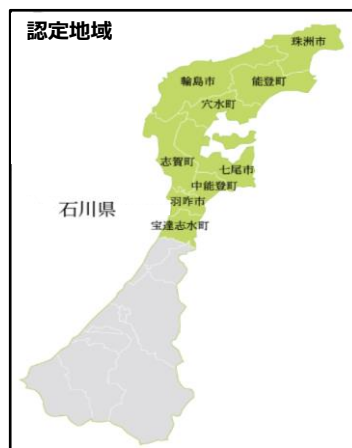 認定地域
珠洲市
輪島市
能登町
穴水町
志賀町
七尾市
中能登町
羽咋市
石川県
宝達志水町